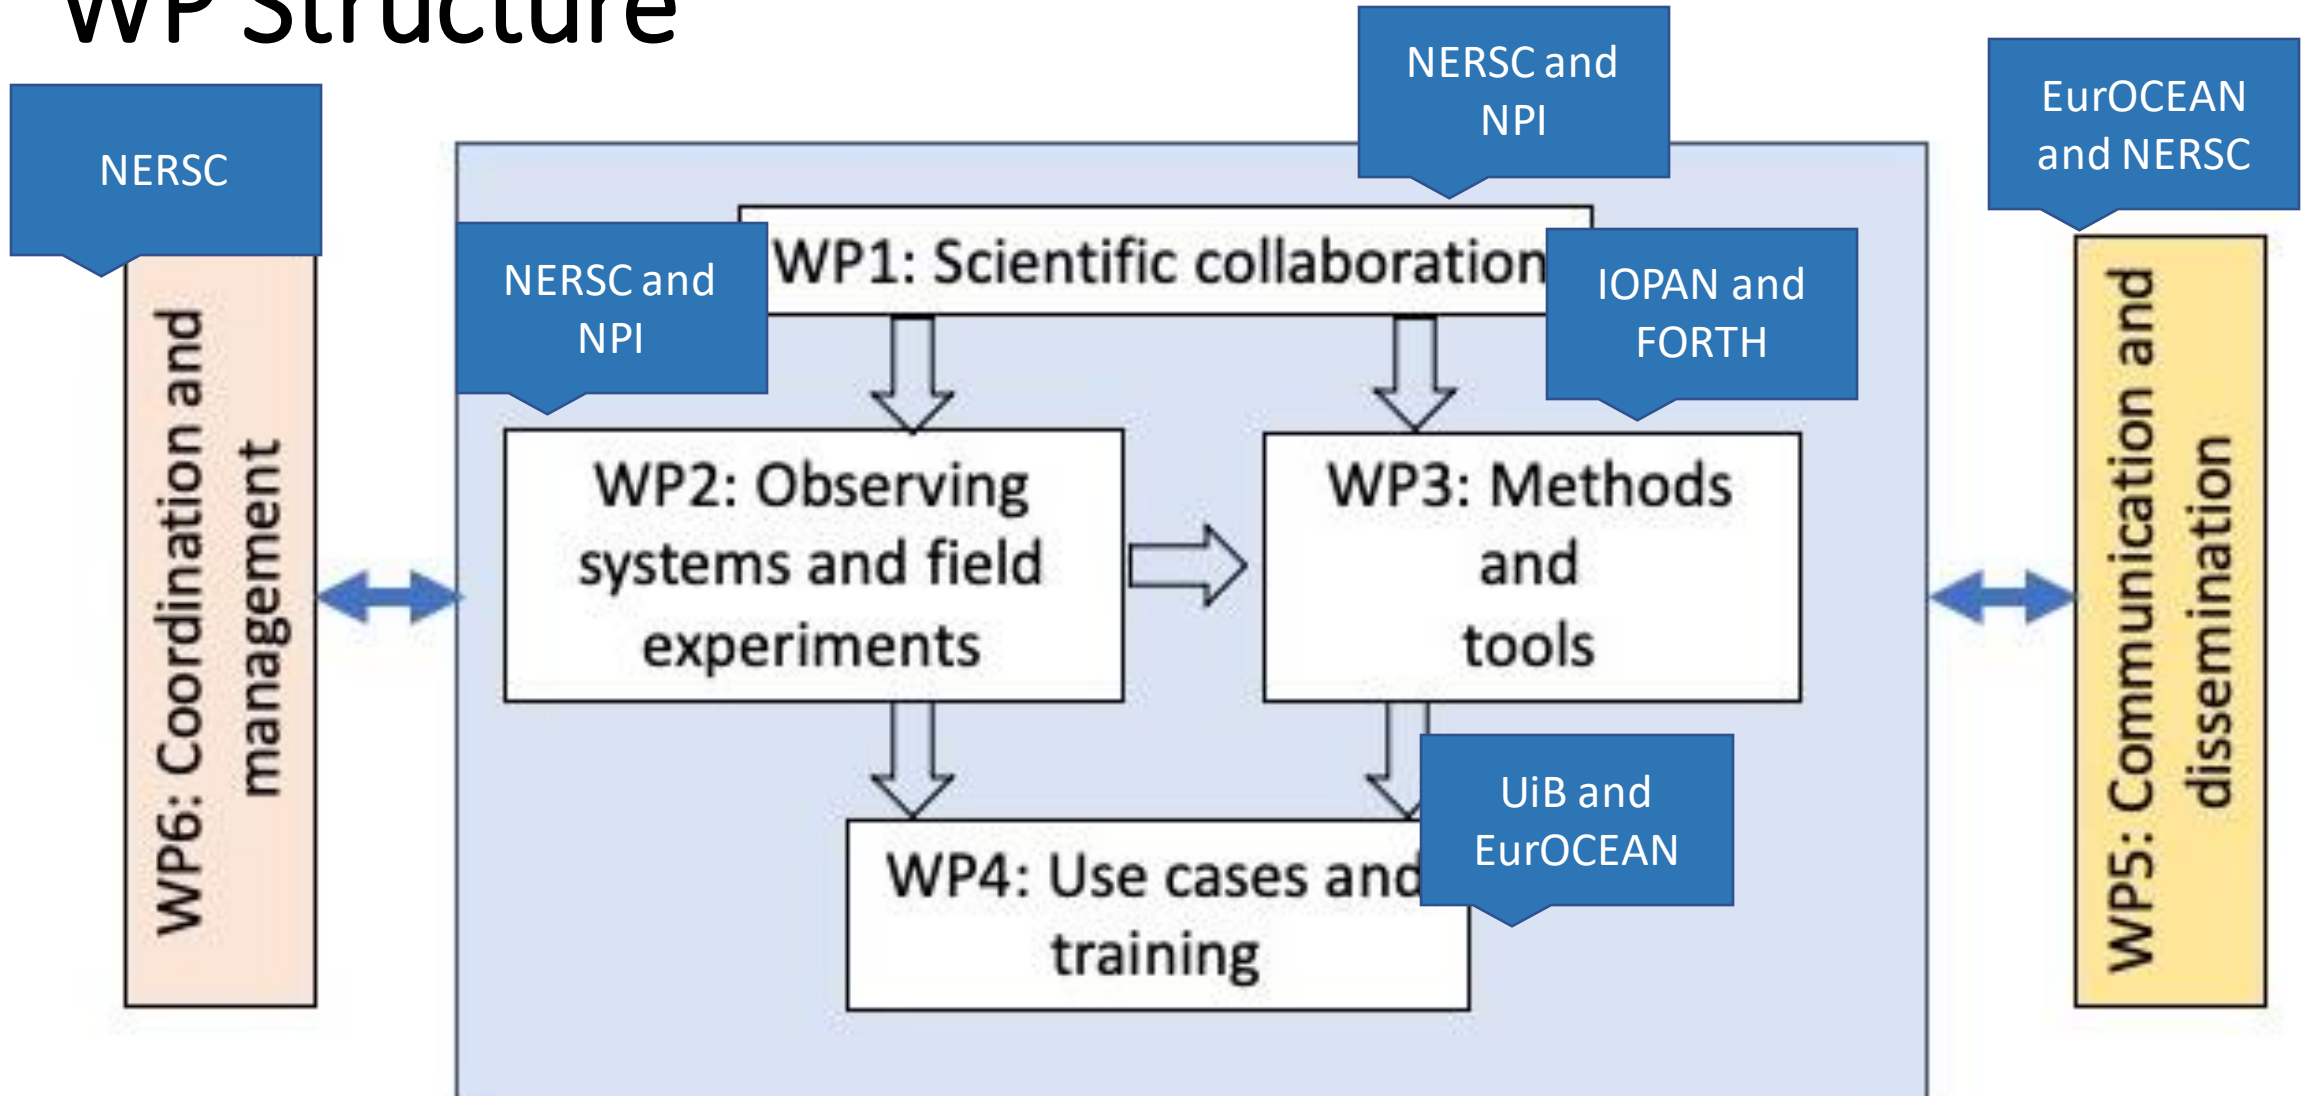 WP Structure
NERSC
NERSC and
NPI
EurOCEAN
and NERSC
WP1: Scientific collaboration
NERSC and
NPI
IOPAN and
FORTH
WP6: Coordination and
management
WP2: Observing
systems and field
experiments
WP3: Methods
and
tools
WP5: Communication and
dissemination
UiB and
EurOCEAN
WP4: Use cases and
training